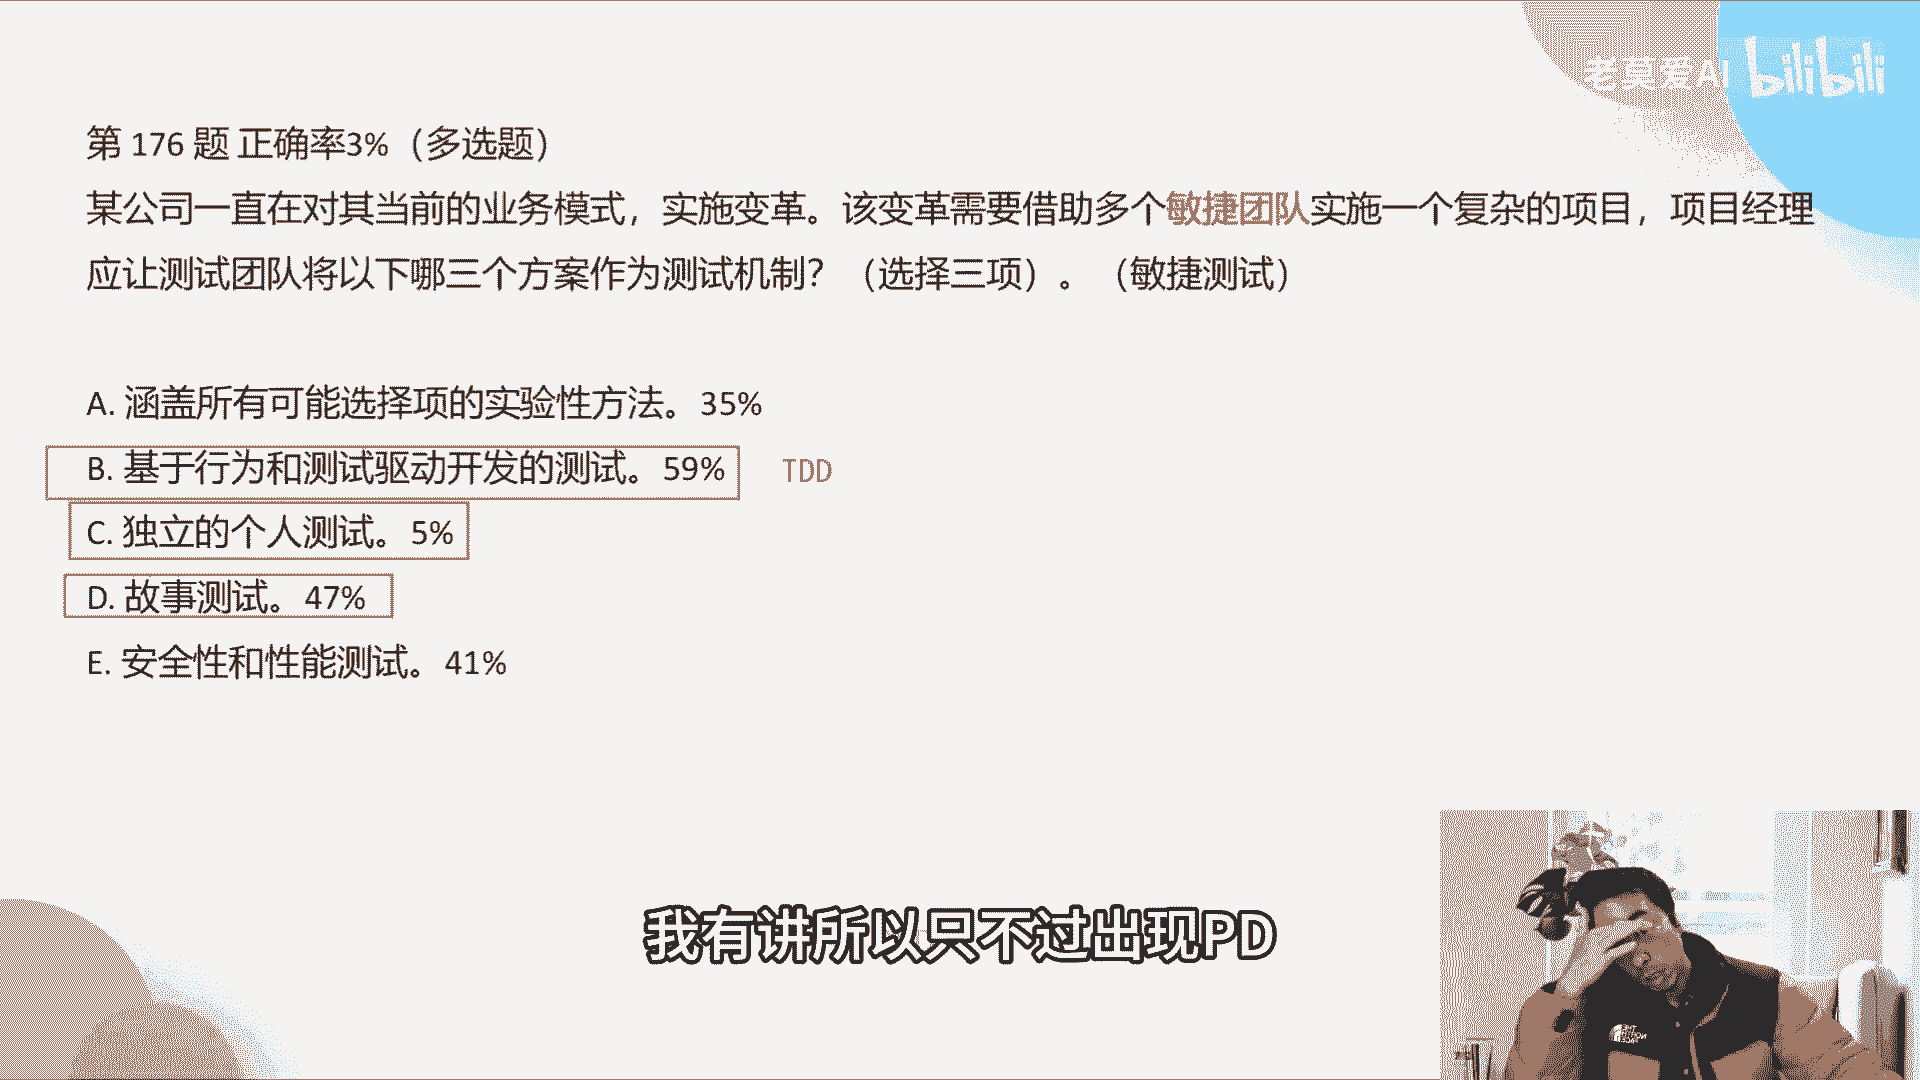 老莫爱AI bilibili
第 176 题 正确率3%（多选题）
某公司一直在对其当前的业务模式，实施变革。该变革需要借助多个敏捷团队实施一个复杂的项目，项目经理
应让测试团队将以下哪三个方案作为测试机制？（选择三项）。（敏捷测试）
A. 涵盖所有可能选择项的实验性方法。35%
B. 基于行为和测试驱动开发的测试。59% TDD
C. 独立的个人测试。5%
D. 故事测试。47%
E. 安全性和性能测试。41%
我有讲所以只不过出现PD
THE NORTH FACE